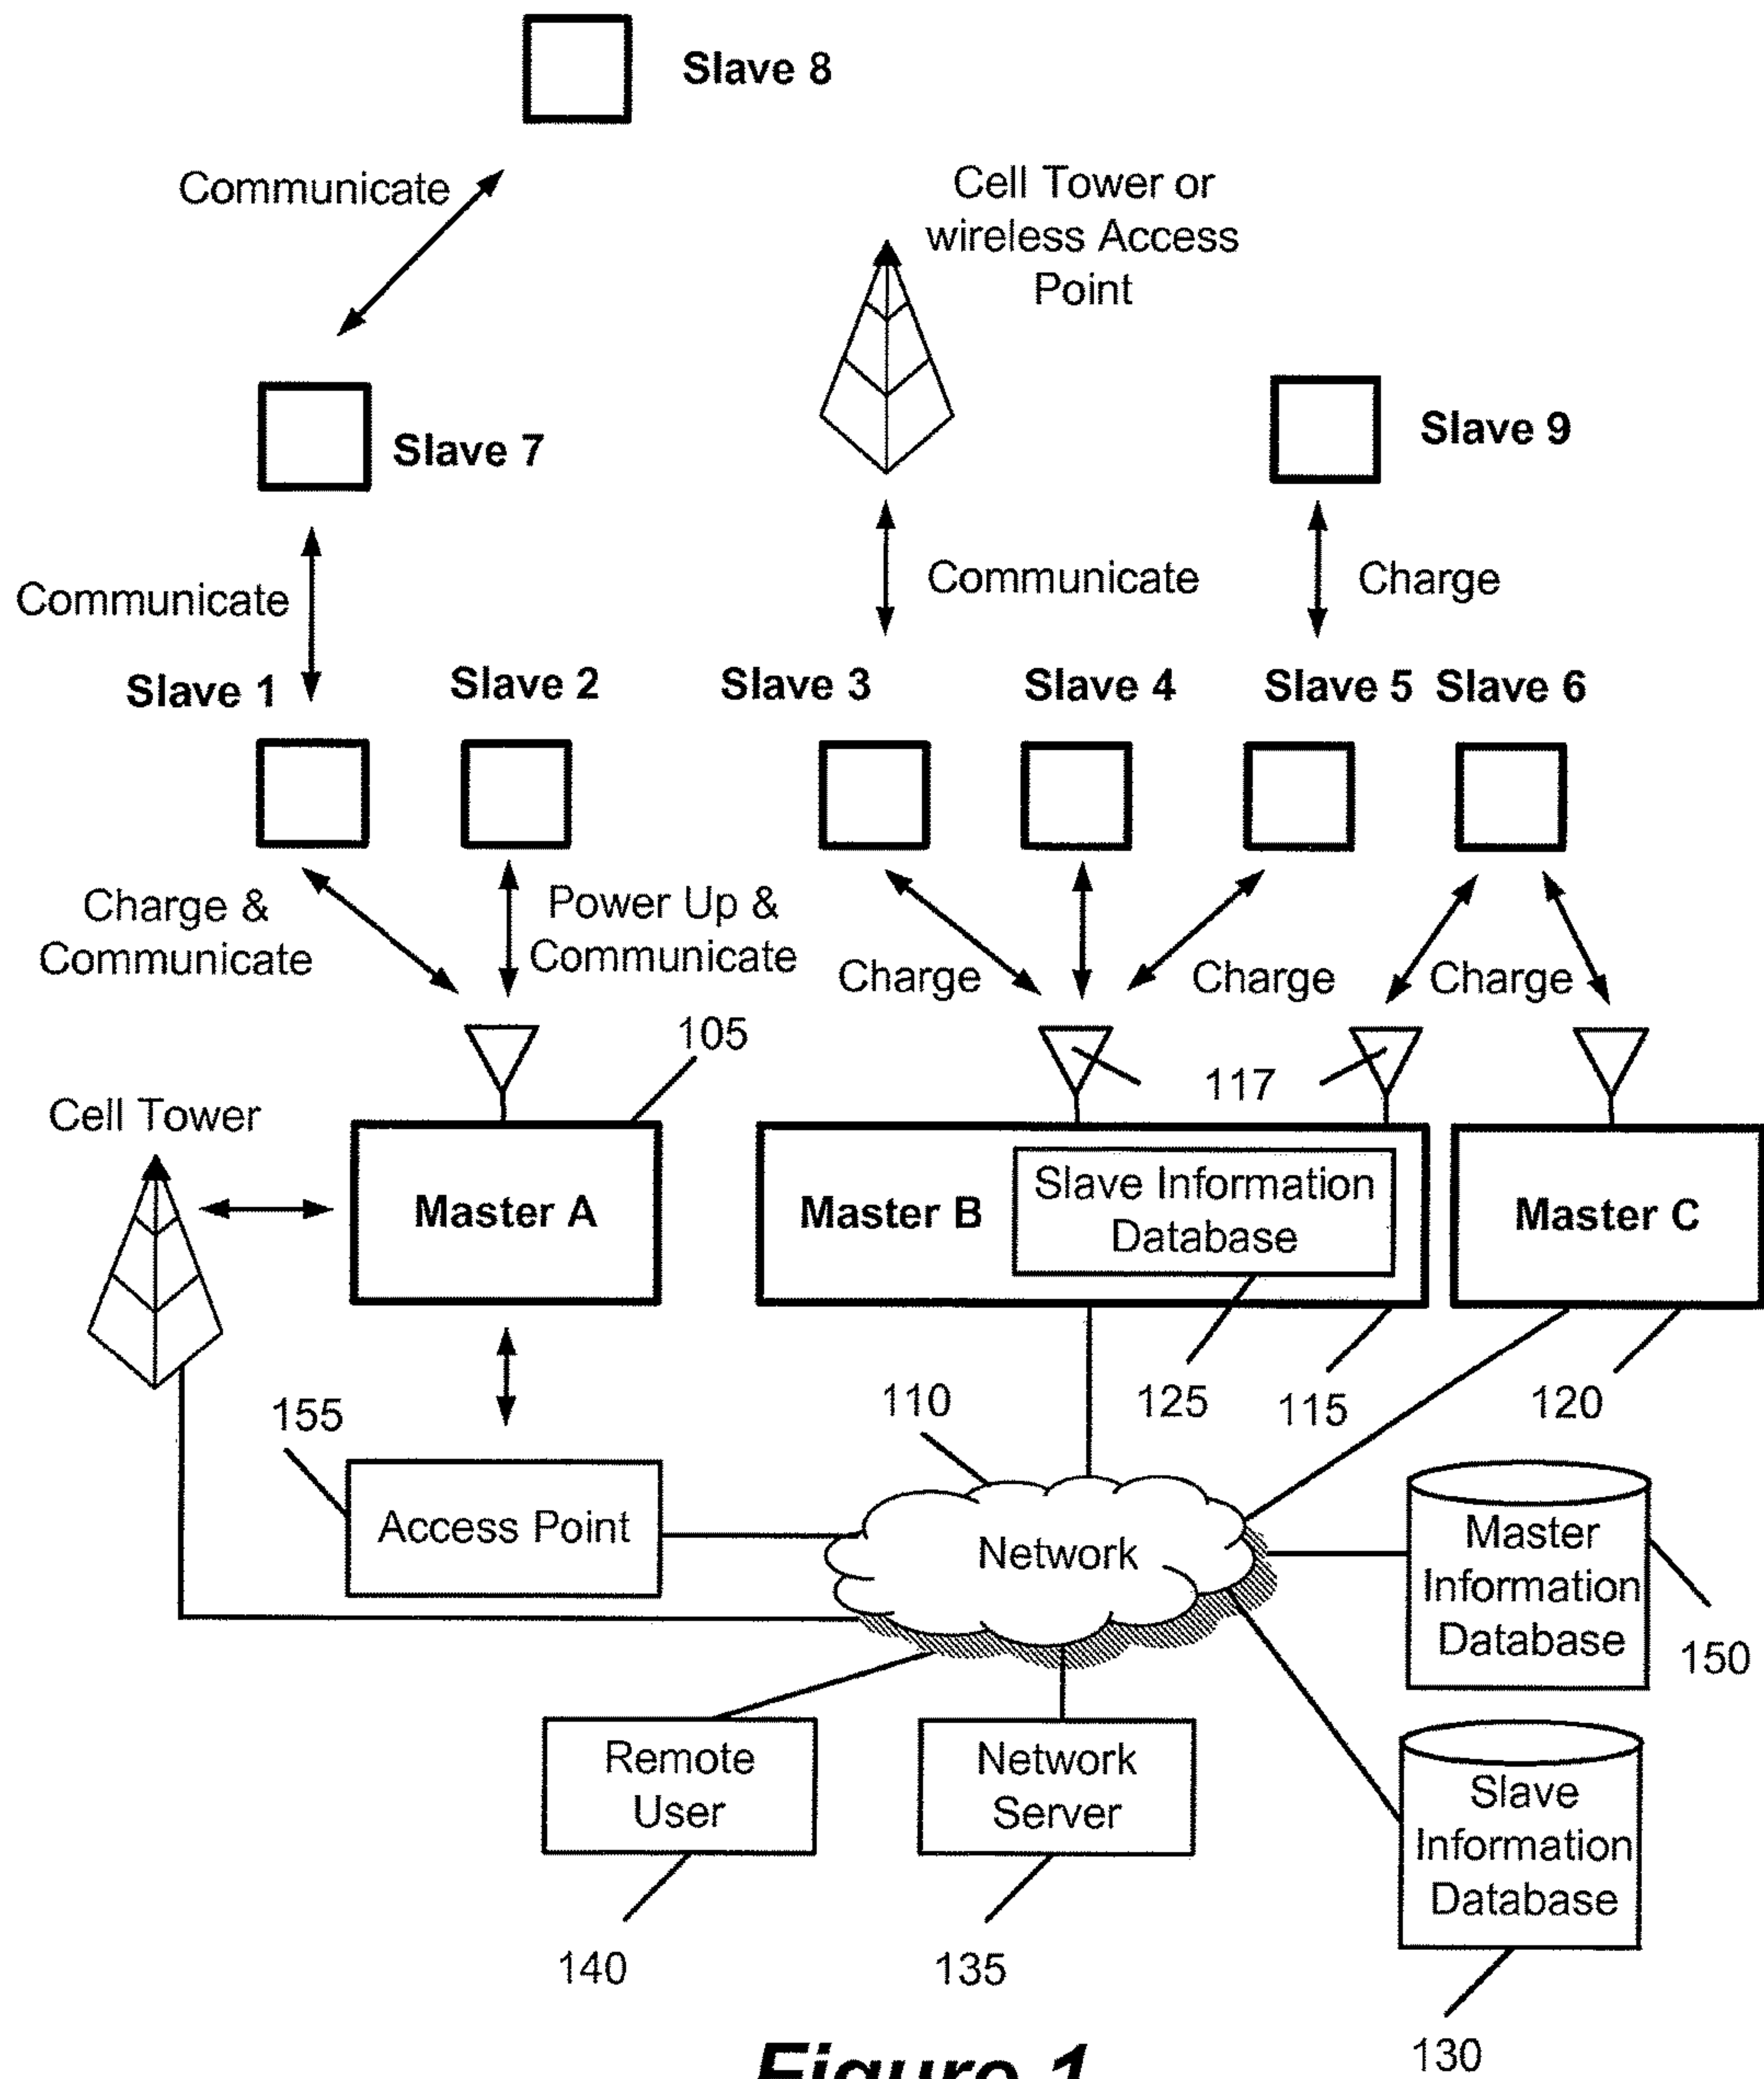 Slave 8
Communicate
Cell Tower or
wireless Access
Point
Slave 7
Slave 9
Communicate
Communicate
Charge
Slave 1
Slave 2
Slave 3
Slave 4
Slave 5
Slave 6
Charge &
Communicate
Power Up &
Communicate
Charge
Charge
Charge
105
117
Cell Tower
Master A
Master B
Slave Information
Database
Master C
155
110
125
115
120
Access Point
Network
Master
Information
Database
150
Remote
User
Network
Server
Slave
Information
Database
140
135
130
Figure 1